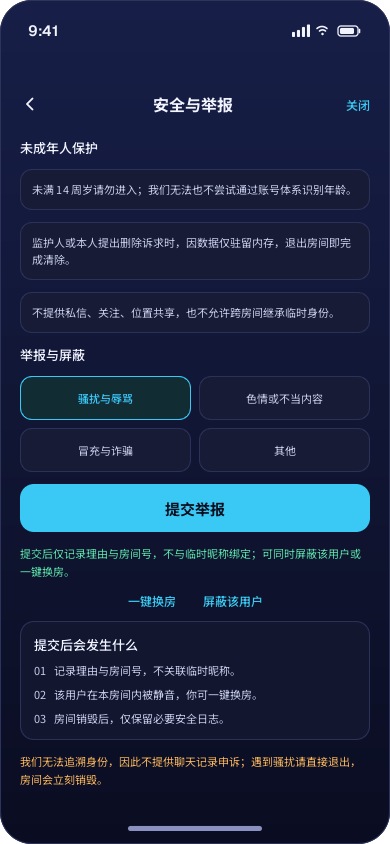 9:41
安全与举报
关闭
未成年人保护
未满 14 周岁请勿进入；我们无法也不尝试通过账号体系识别年龄。
监护人或本人提出删除诉求时，因数据仅驻留内存，退出房间即完
成清除。
不提供私信、关注、位置共享，也不允许跨房间继承临时身份。
举报与屏蔽
骚扰与辱骂
色情或不当内容
冒充与诈骗
其他
提交举报
提交后仅记录理由与房间号，不与临时昵称绑定；可同时屏蔽该用户或
一键换房。
一键换房
屏蔽该用户
提交后会发生什么
01 记录理由与房间号，不关联临时昵称。
02 该用户在本房间内被静音，你可一键换房。
03 房间销毁后，仅保留必要安全日志。
我们无法追溯身份，因此不提供聊天记录申诉；遇到骚扰请直接退出，
房间会立刻销毁。